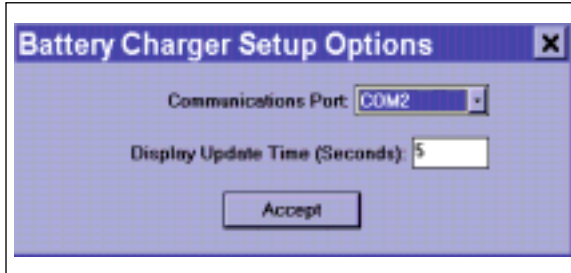 Battery Charger Setup Options
Communications Port: COM2
Display Update Time (Seconds): 5
Accept